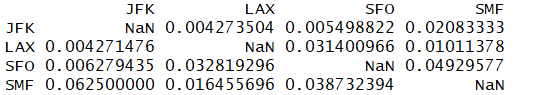 JFK LAX SFO SMF
JFK NaN 0.004273504 0.005498822 0.02083333
LAX 0.004271476 NaN 0.031400966 0.01011378
SFO 0.006279435 0.032819296 NaN 0.04929577
SMF 0.062500000 0.016455696 0.038732394 NaN